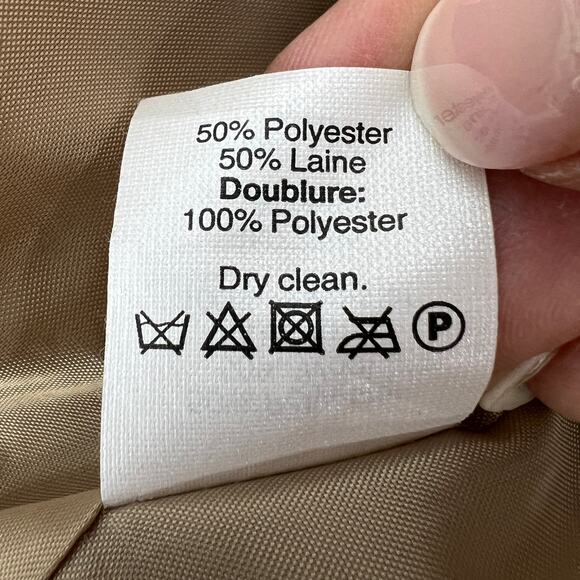 50% Polyester
50% Laine
Doublure:
100% Polyester
Dry clean.
P